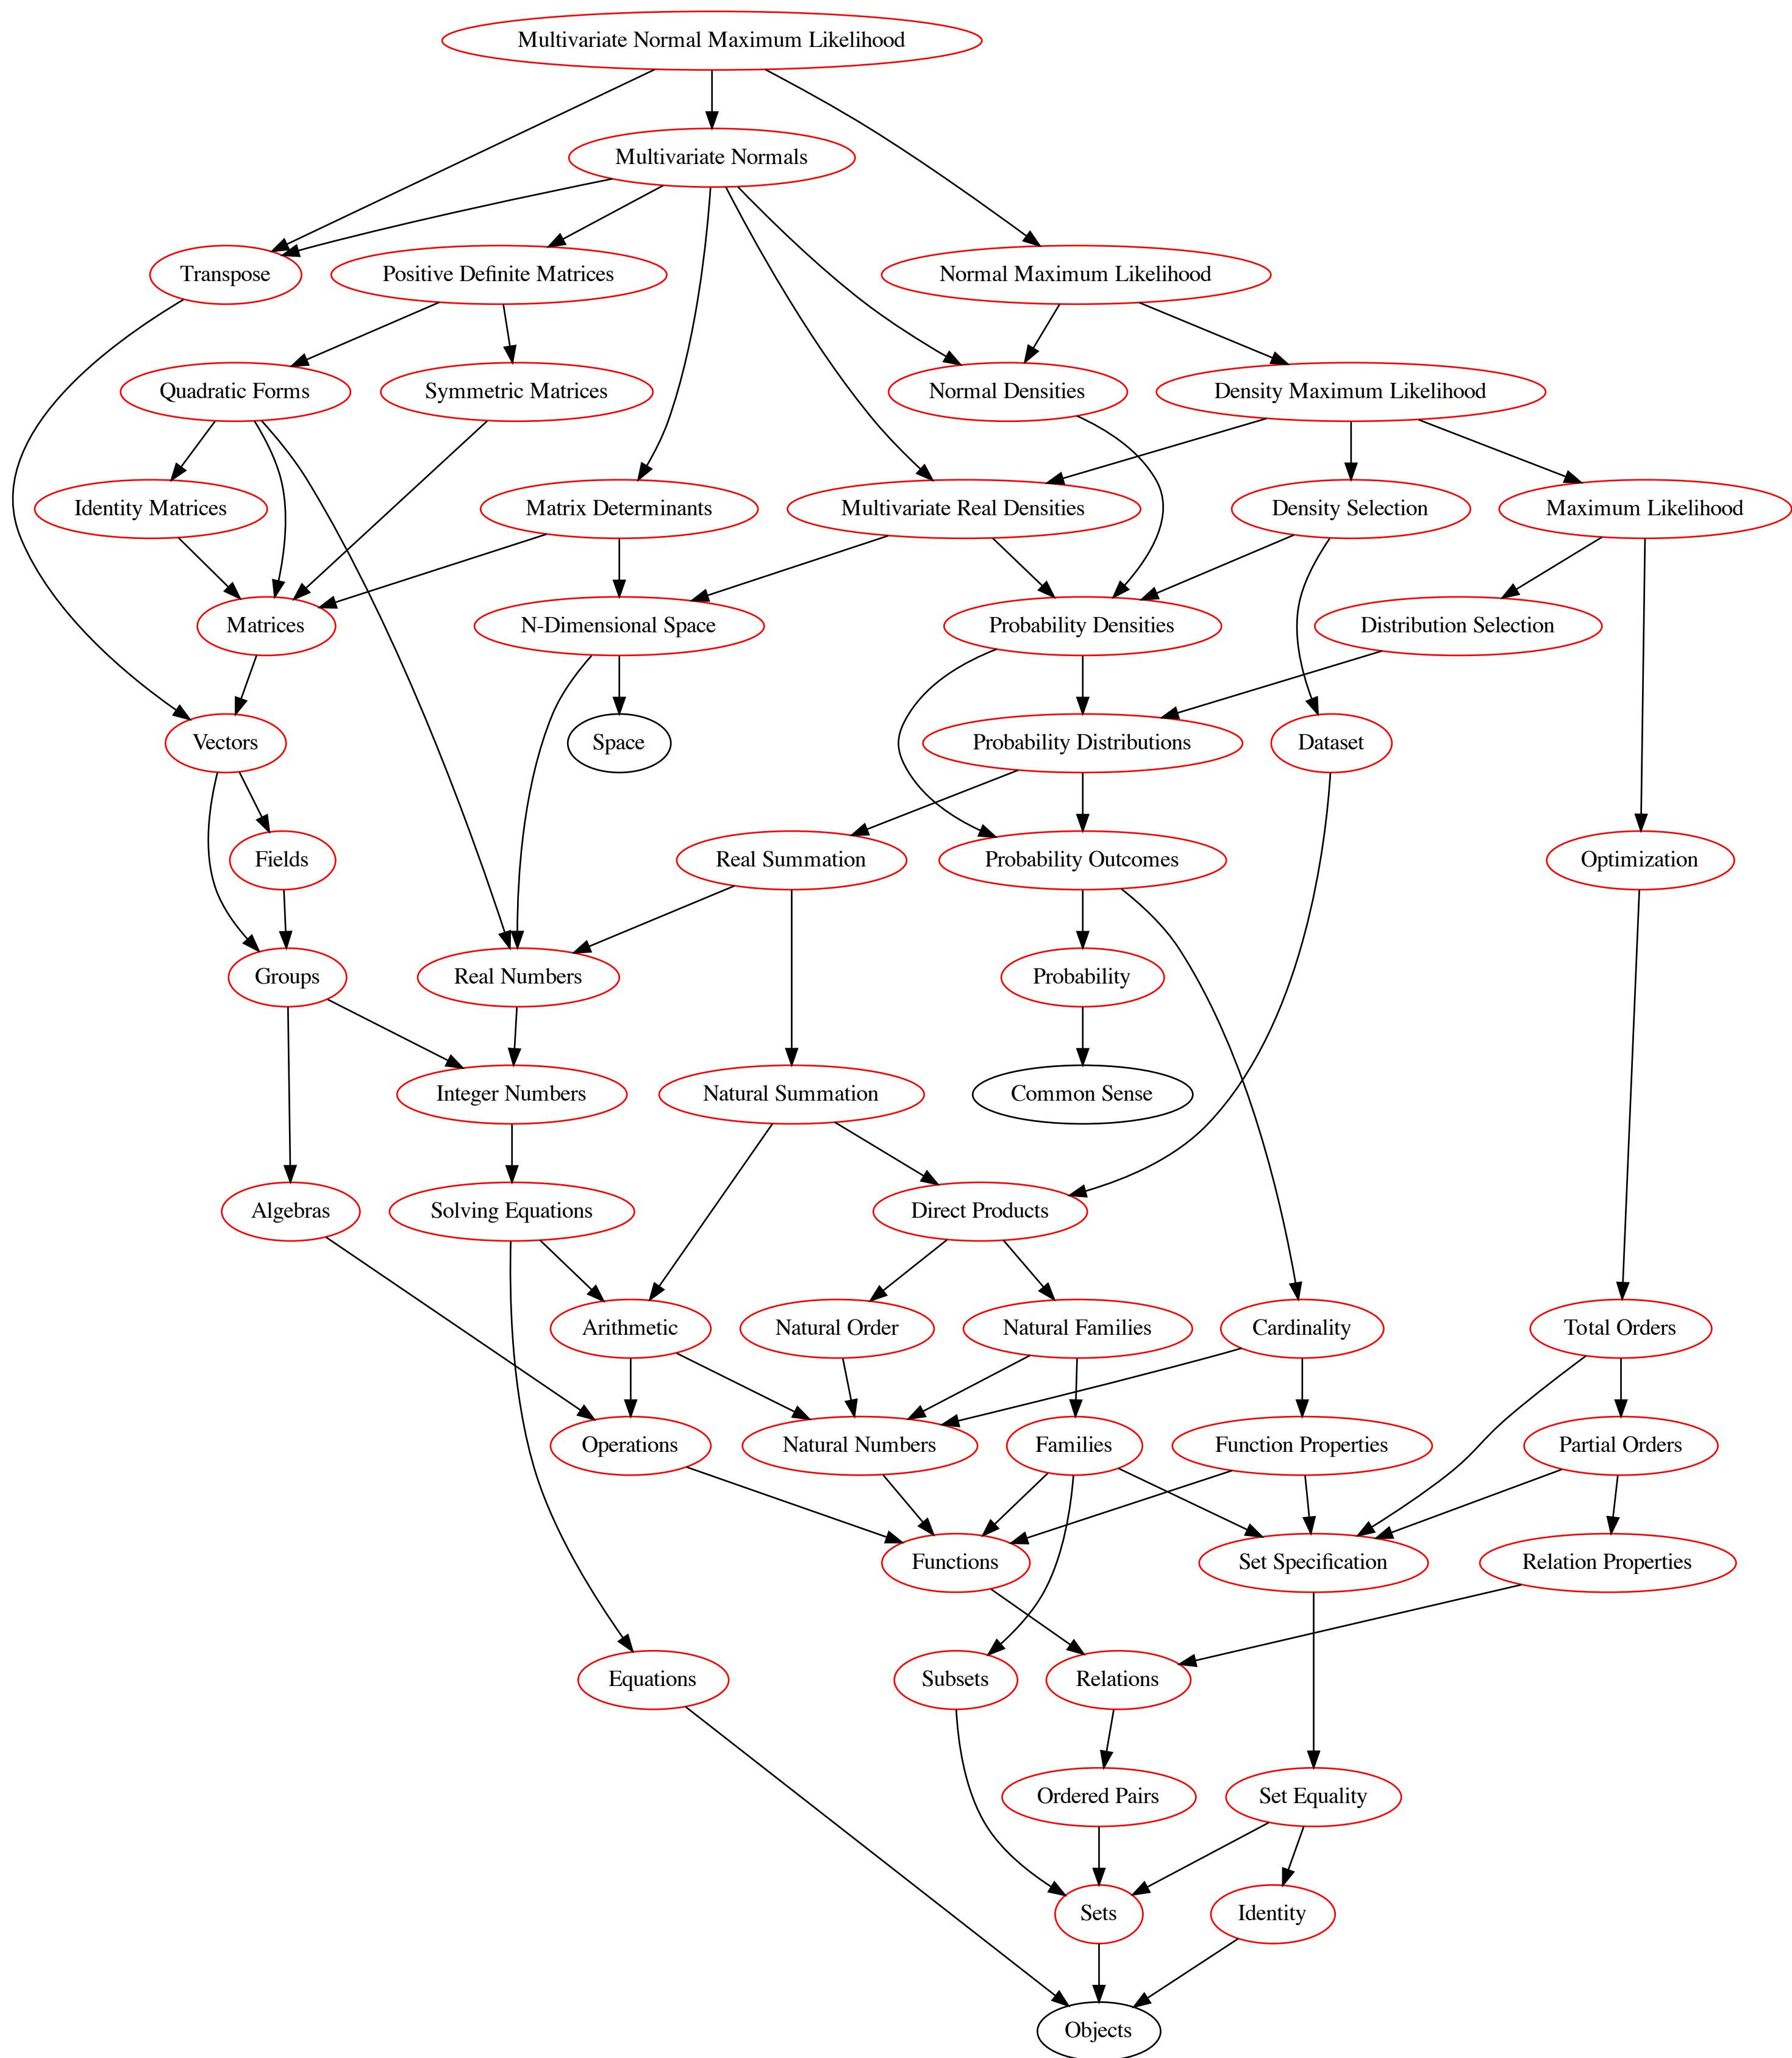 Multivariate Normal Maximum Likelihood
Multivariate Normals
Transpose
Positive Definite Matrices
Normal Maximum Likelihood
Quadratic Forms
Symmetric Matrices
Normal Densities
Density Maximum Likelihood
Identity Matrices
Matrix Determinants
Multivariate Real Densities
Density Selection
Maximum Likelihood
Matrices
N-Dimensional Space
Probability Densities
Distribution Selection
Vectors
Space
Probability Distributions
Dataset
Fields
Real Summation
Probability Outcomes
Optimization
Groups
Real Numbers
Probability
Integer Numbers
Natural Summation
Common Sense
Algebras
Solving Equations
Direct Products
Arithmetic
Natural Order
Natural Families
Cardinality
Total Orders
Operations
Natural Numbers
Families
Function Properties
Partial Orders
Functions
Set Specification
Relation Properties
Equations
Subsets
Relations
Ordered Pairs
Set Equality
Sets
Identity
Objects